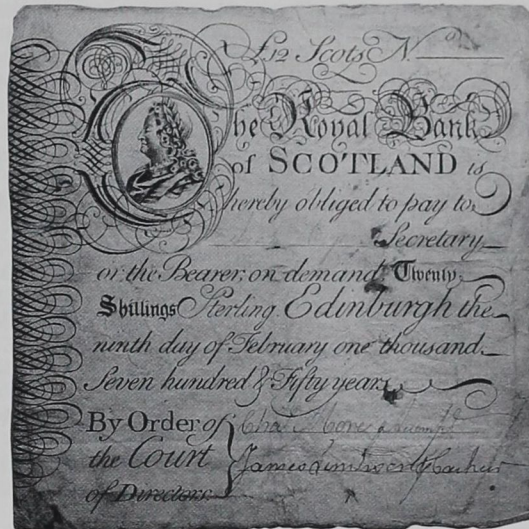 £12 Scots N.
The Royal Bank
of SCOTLAND is
hereby obliged to pay to
Secretary
or the Bearer, on demand Twenty
Shillings Sterling. Edinburgh the
ninth day of February one thousand
Seven hundred & Fifty years
By Order of
the Court James
of Directors